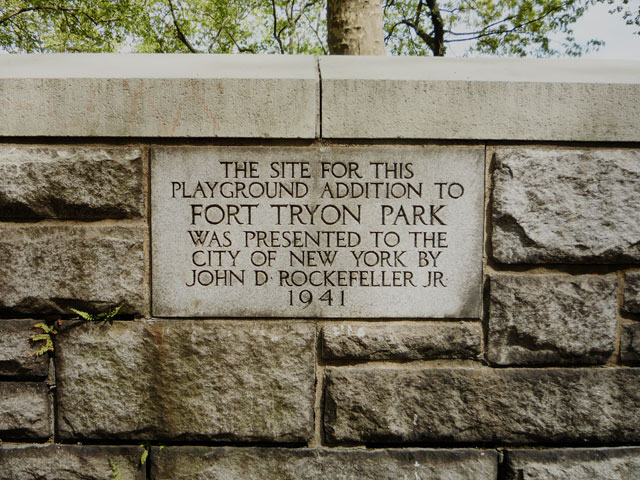 THE SITE FOR THIS
PLAYGROUND ADDITION TO
FORT TRYON PARK
WAS PRESENTED TO THE
CITY OF NEW YORK BY
JOHN D· ROCKEFELLER JR·
1941